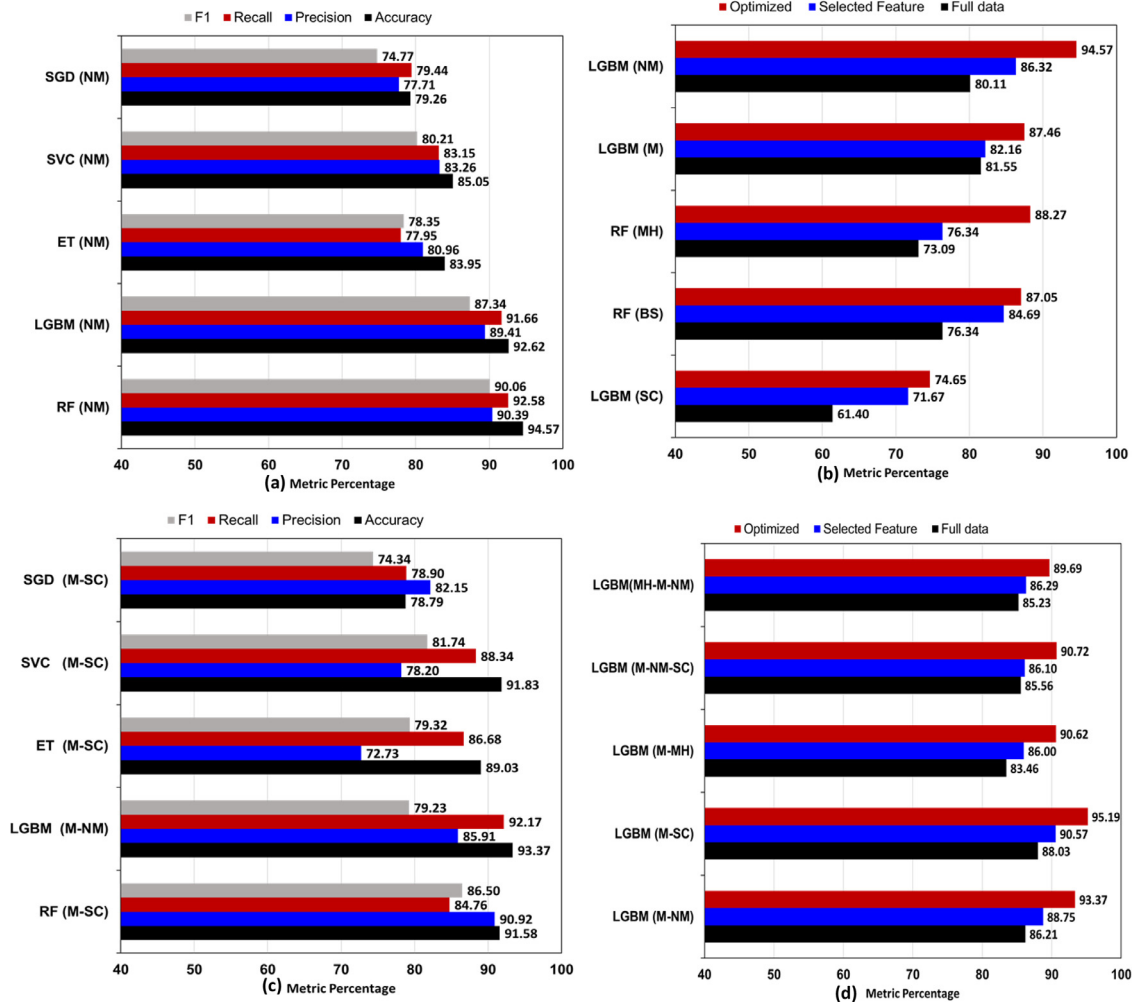 F1 Recall Precision Accuracy
SGD (NM)
74.77
79.44
77.71
79.26
SVC (NM)
80.21
83.15
83.26
85.05
ET (NM)
78.35
77.95
80.96
83.95
LGBM (NM)
87.34
91.66
89.41
92.62
RF (NM)
90.06
92.58
90.39
94.57
40 50 60 70 80 90 100
(a) Metric Percentage
Optimized Selected Feature Full data
LGBM (NM)
94.57
86.32
80.11
LGBM (M)
87.46
82.16
81.55
RF (MH)
88.27
76.34
73.09
RF (BS)
87.05
84.69
76.34
LGBM (SC)
74.65
71.67
61.40
40 50 60 70 80 90 100
(b) Metric Percentage
F1 Recall Precision Accuracy
SGD (M-SC)
74.34
78.90
82.15
78.79
SVC (M-SC)
81.74
88.34
78.20
91.83
ET (M-SC)
79.32
86.68
72.73
89.03
LGBM (M-NM)
79.23
92.17
85.91
93.37
RF (M-SC)
86.50
84.76
90.92
91.58
40 50 60 70 80 90 100
(c) Metric Percentage
Optimized Selected Feature Full data
LGBM(MH-M-NM)
89.69
86.29
85.23
LGBM (M-NM-SC)
90.72
86.10
85.56
LGBM (M-MH)
90.62
86.00
83.46
LGBM (M-SC)
95.19
90.57
88.03
LGBM (M-NM)
93.37
88.75
86.21
40 50 60 70 80 90 100
(d) Metric Percentage